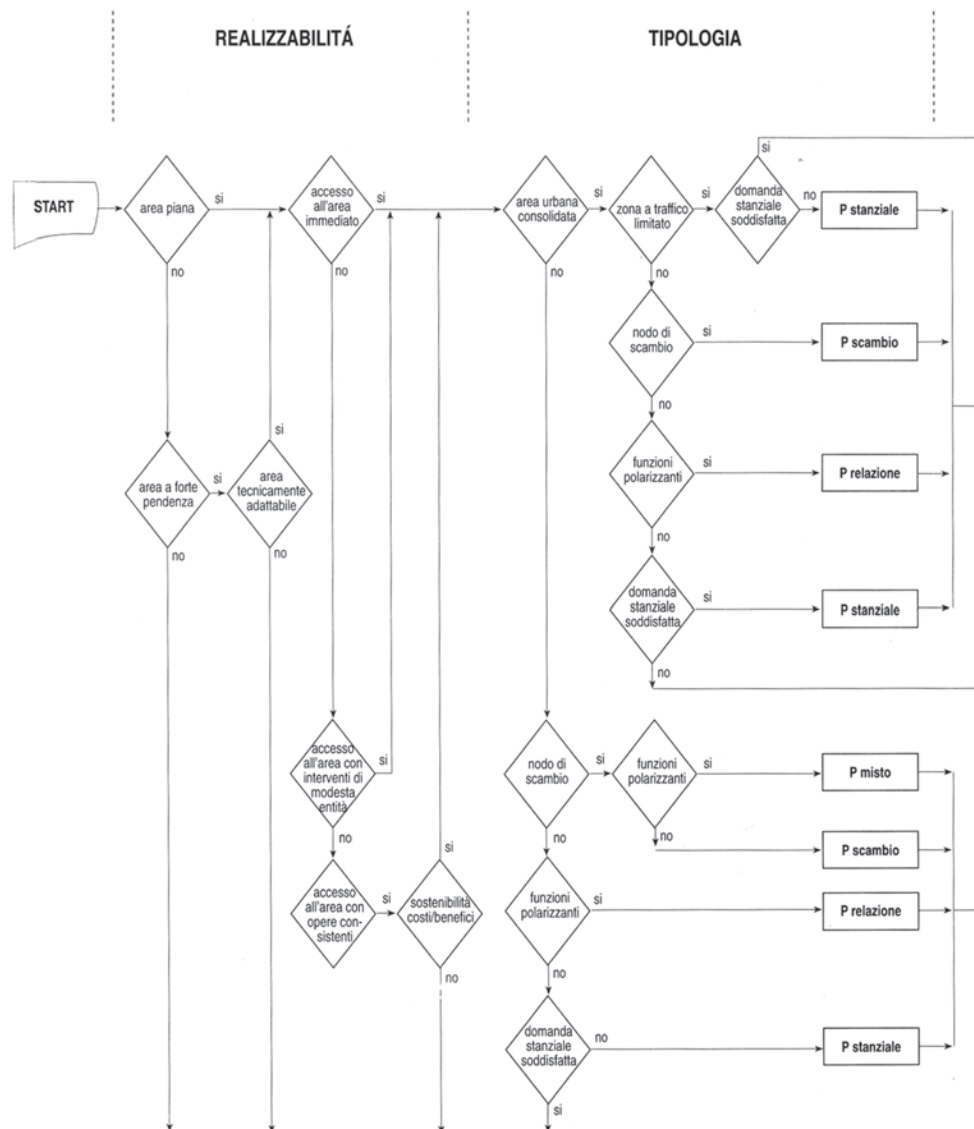 REALIZZABILITÁ
TIPOLOGIA
START
area piana
si
no
accesso
all'area
immediato
si
no
area urbana
consolidata
si
no
zona a traffico
limitato
si
no
domanda
stanziale
soddisfatta
si
no
P stanziale
nodo di
scambio
si
no
P scambio
area a forte
pendenza
si
no
area
tecnicamente
adattabile
si
no
funzioni
polarizzanti
si
no
P relazione
domanda
stanziale
soddisfatta
si
no
P stanziale
accesso
all'area con
interventi di
modesta
entità
si
no
nodo di
scambio
si
no
funzioni
polarizzanti
si
no
P misto
P scambio
accesso
all'area con
opere con-
sistenti
si
sostenibilità
costi/benefici
si
no
funzioni
polarizzanti
si
no
P relazione
domanda
stanziale
soddisfatta
no
si
P stanziale